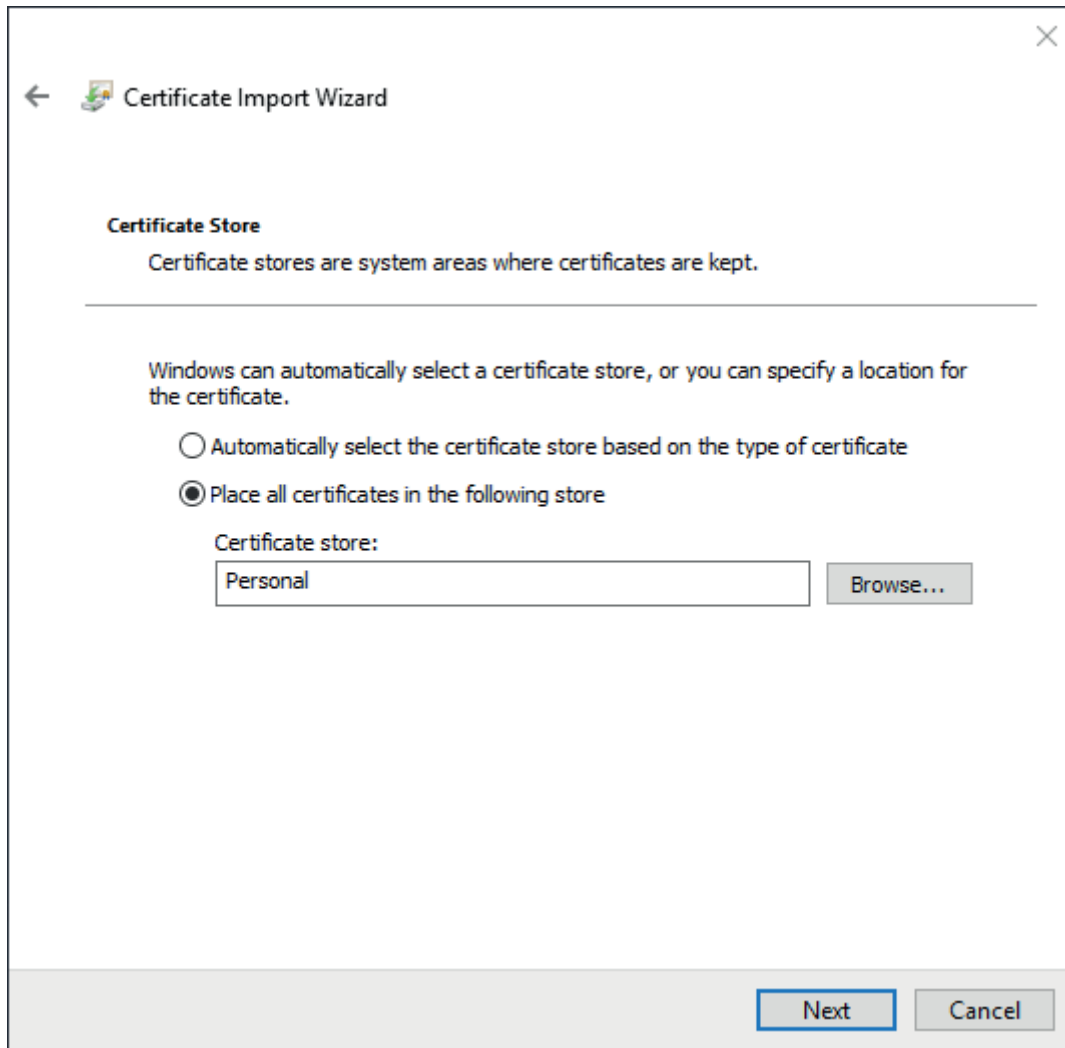 Certificate Import Wizard
Certificate Store
Certificate stores are system areas where certificates are kept.
Windows can automatically select a certificate store, or you can specify a location for
the certificate.
Automatically select the certificate store based on the type of certificate
Place all certificates in the following store
Certificate store:
Personal
Browse...
Next
Cancel